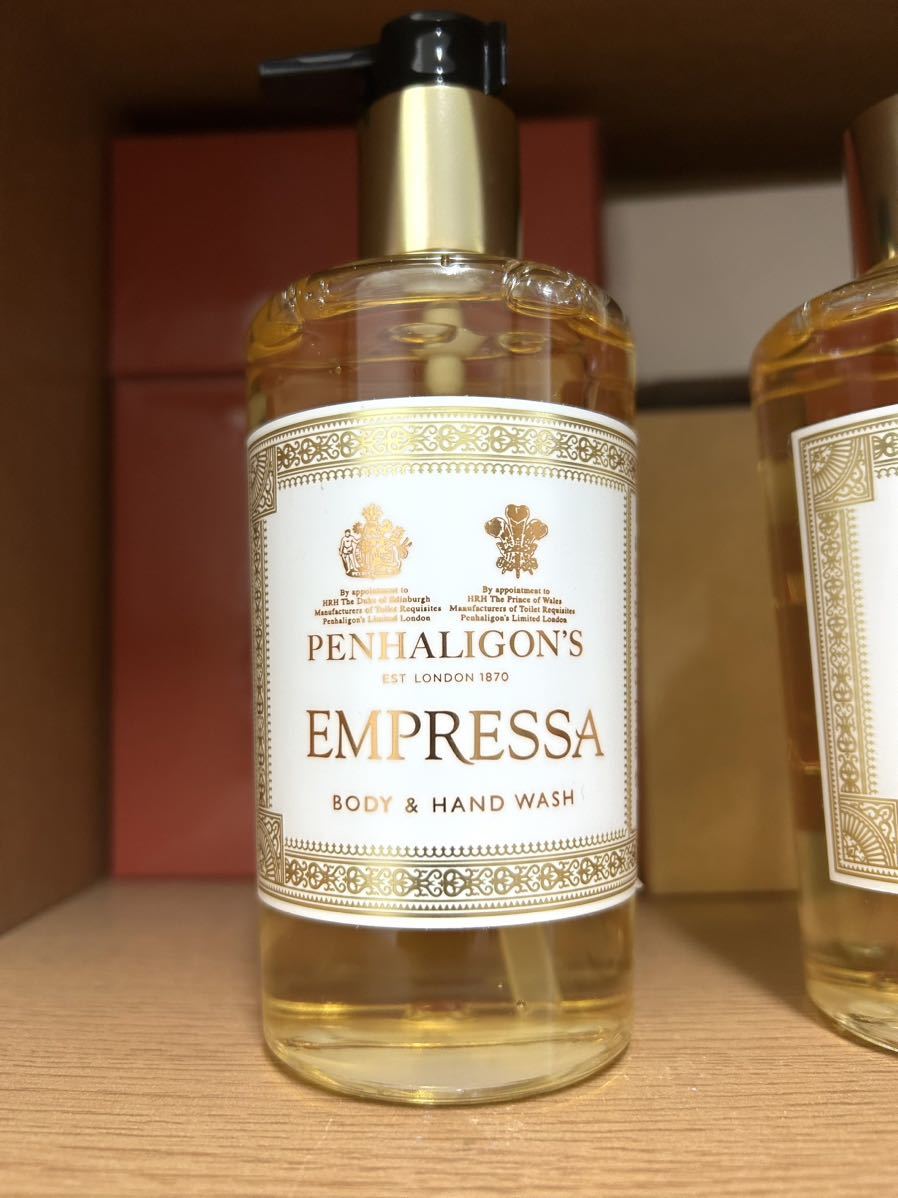 By appointment to
HRH The Duke of Edinburgh
Manufacturers of Toilet Requisites
Penhaligon's Limited London
By appointment to
HRH The Prince of Wales
Manufacturers of Toilet Requisites
Penhaligon's Limited London
PENHALIGON'S
EST LONDON 1870
EMPRESSA
BODY & HAND WASH